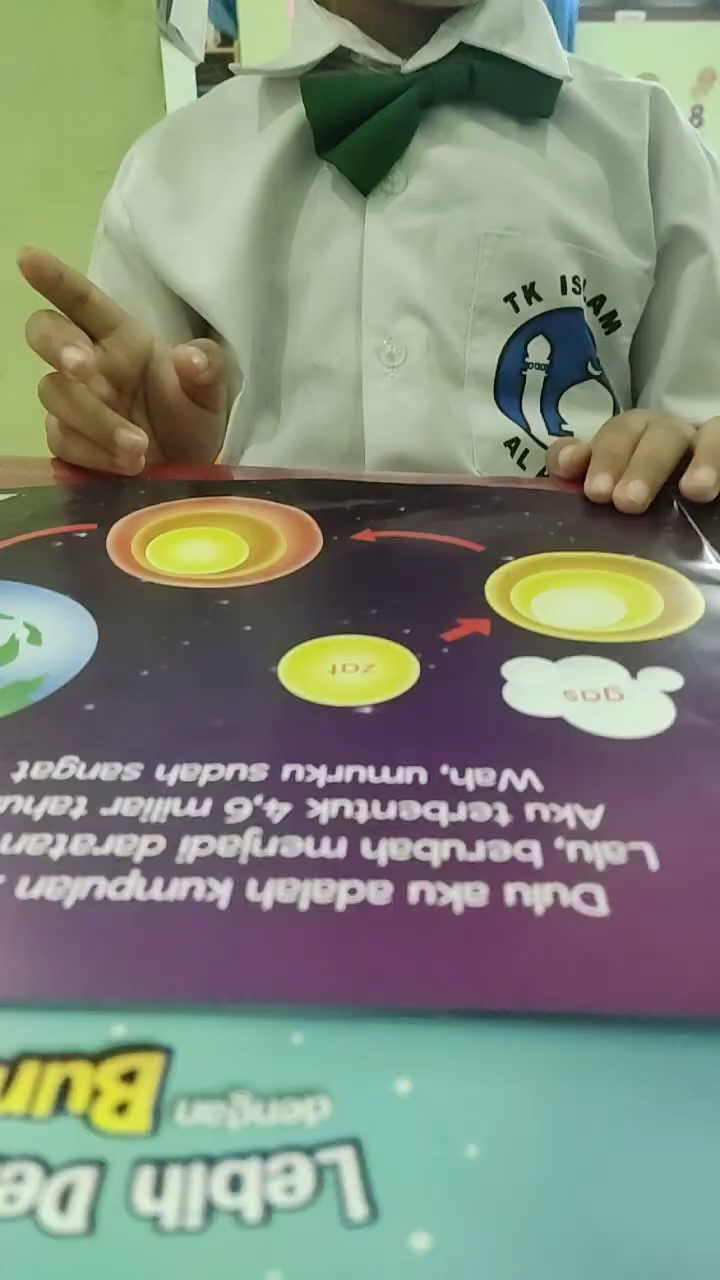 Lebih De
dengan Bun
Dulu aku adalah kumpulan
Lalu, berubah menjadi daratan
Aku terbentuk 4,6 miliar tahu
Wah, umurku sudah sangat
gas
zat
TK ISLAM
AL
8